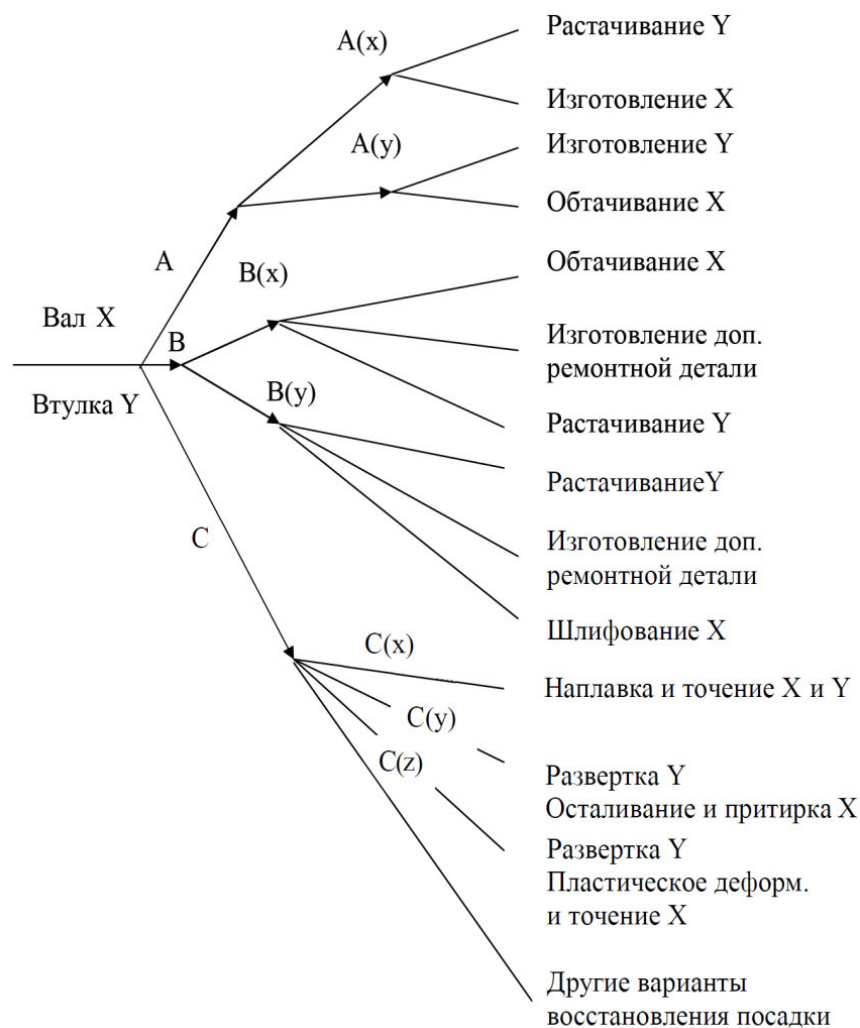 A(x)
Растачивание Y
Изготовление X
A(y)
Изготовление Y
Обтачивание X
A
B(x)
Обтачивание X
Вал X
B
Изготовление доп.
ремонтной детали
Втулка Y
B(y)
Растачивание Y
РастачиваниеY
C
Изготовление доп.
ремонтной детали
Шлифование X
C(x)
Наплавка и точение X и Y
C(y)
C(z)
Развертка Y
Осталивание и притирка X
Развертка Y
Пластическое деформ.
и точение X
Другие варианты
восстановления посадки